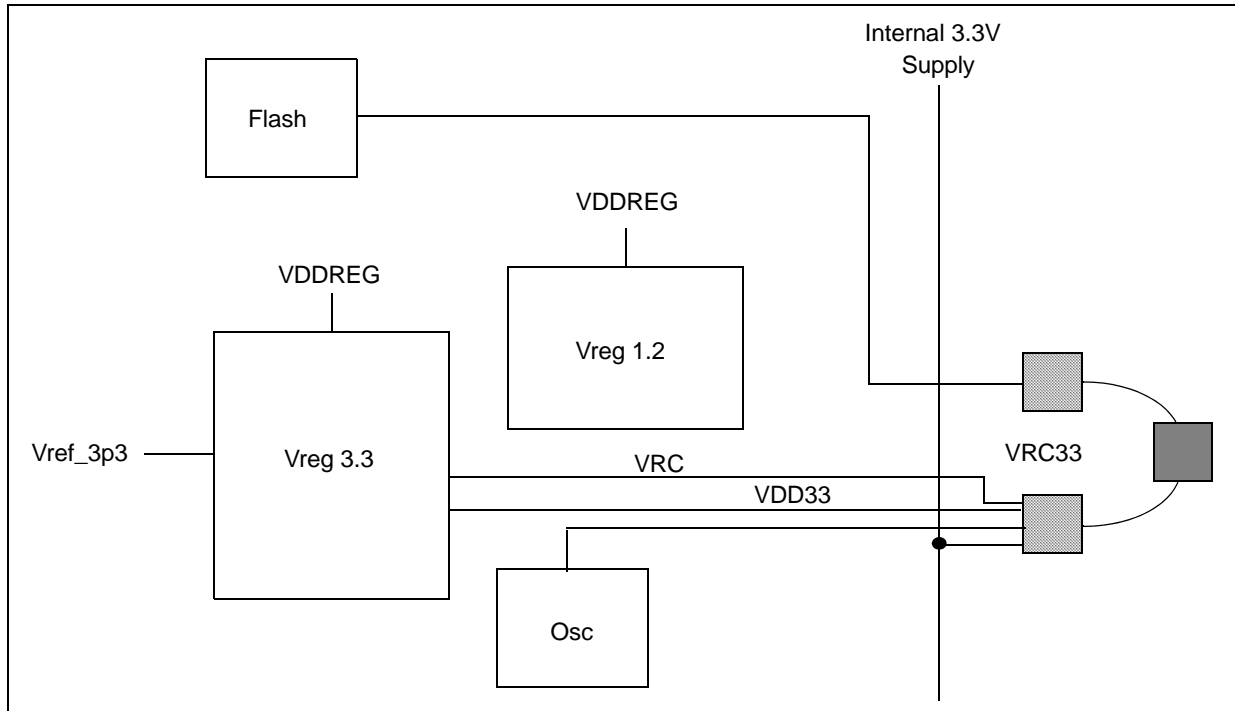 Internal 3.3V
Supply
Flash
VDDREG
VDDREG
Vreg 1.2
Vref_3p3
Vreg 3.3
VRC
VRC33
VDD33
Osc